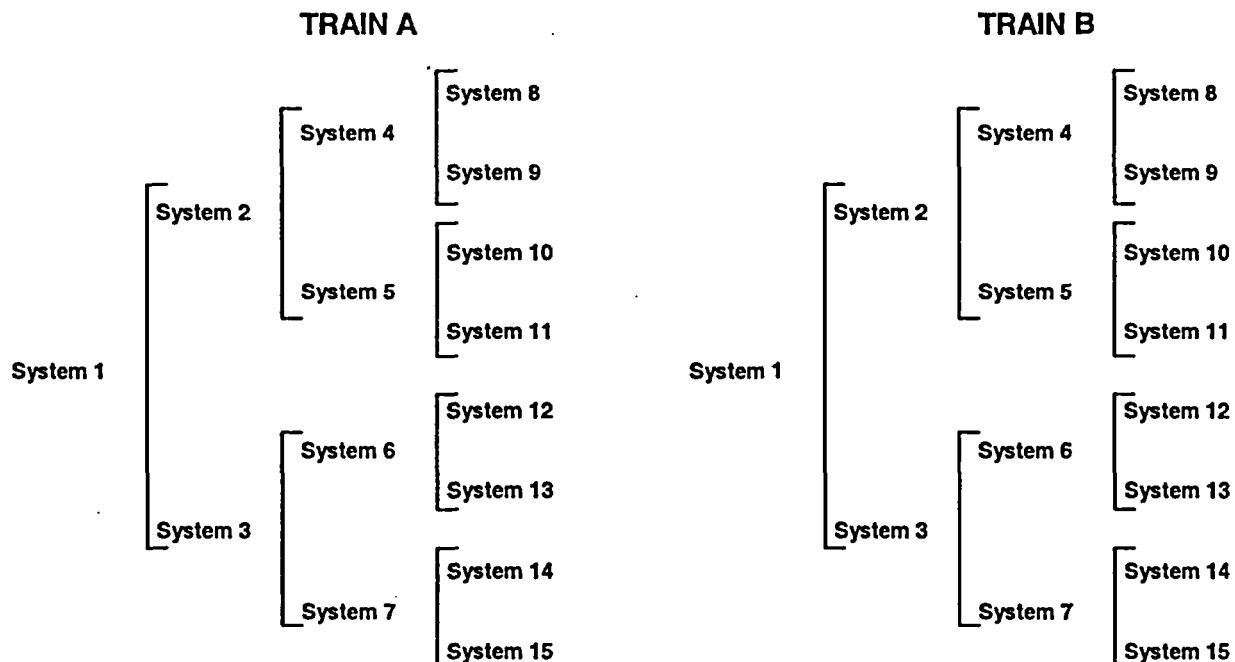 TRAIN A
System 1
System 2
System 3
System 4
System 5
System 6
System 7
System 8
System 9
System 10
System 11
System 12
System 13
System 14
System 15
TRAIN B
System 1
System 2
System 3
System 4
System 5
System 6
System 7
System 8
System 9
System 10
System 11
System 12
System 13
System 14
System 15